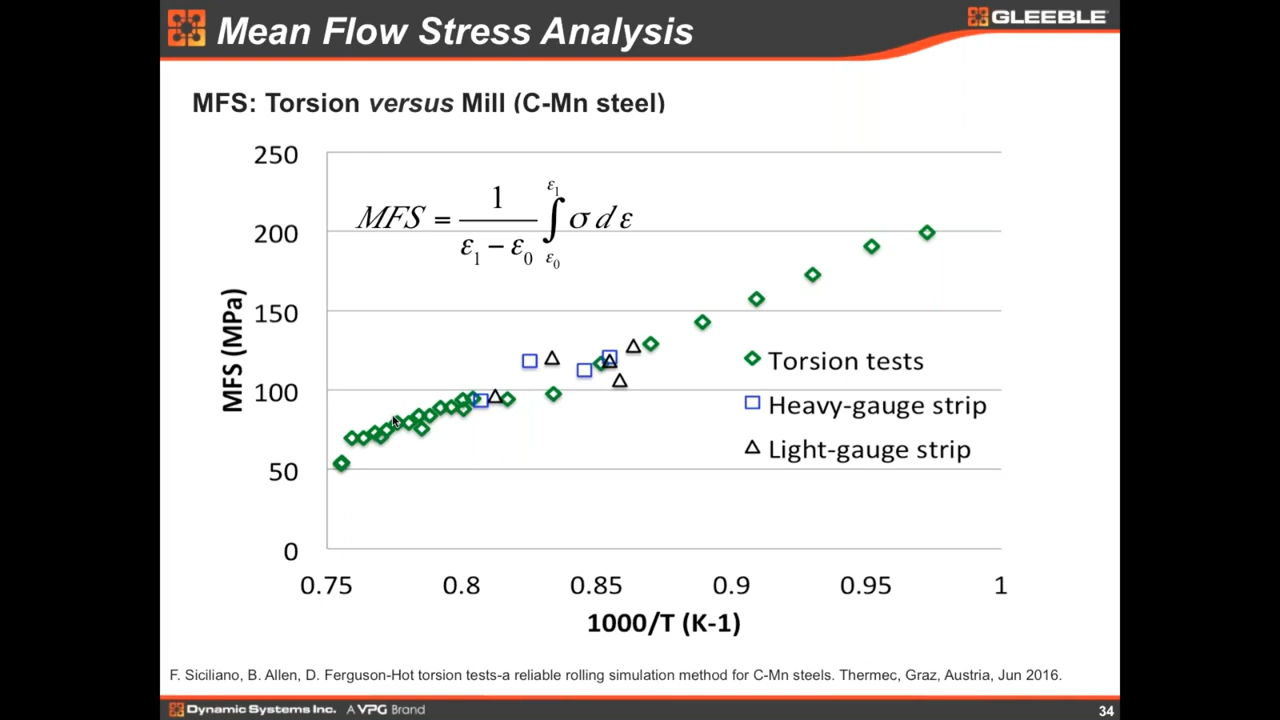 Mean Flow Stress Analysis
GLEEBLE®
MFS: Torsion versus Mill (C-Mn steel)
250
200
150
100
50
0
MFS (MPa)
MFS = 1 / (ε1 − ε0) ∫ε0 ε1 σ d ε
Torsion tests
Heavy-gauge strip
Light-gauge strip
0.75 0.8 0.85 0.9 0.95 1
1000/T (K-1)
F. Siciliano, B. Allen, D. Ferguson-Hot torsion tests-a reliable rolling simulation method for C-Mn steels. Thermec, Graz, Austria, Jun 2016.
Dynamic Systems Inc. A VPG Brand
34